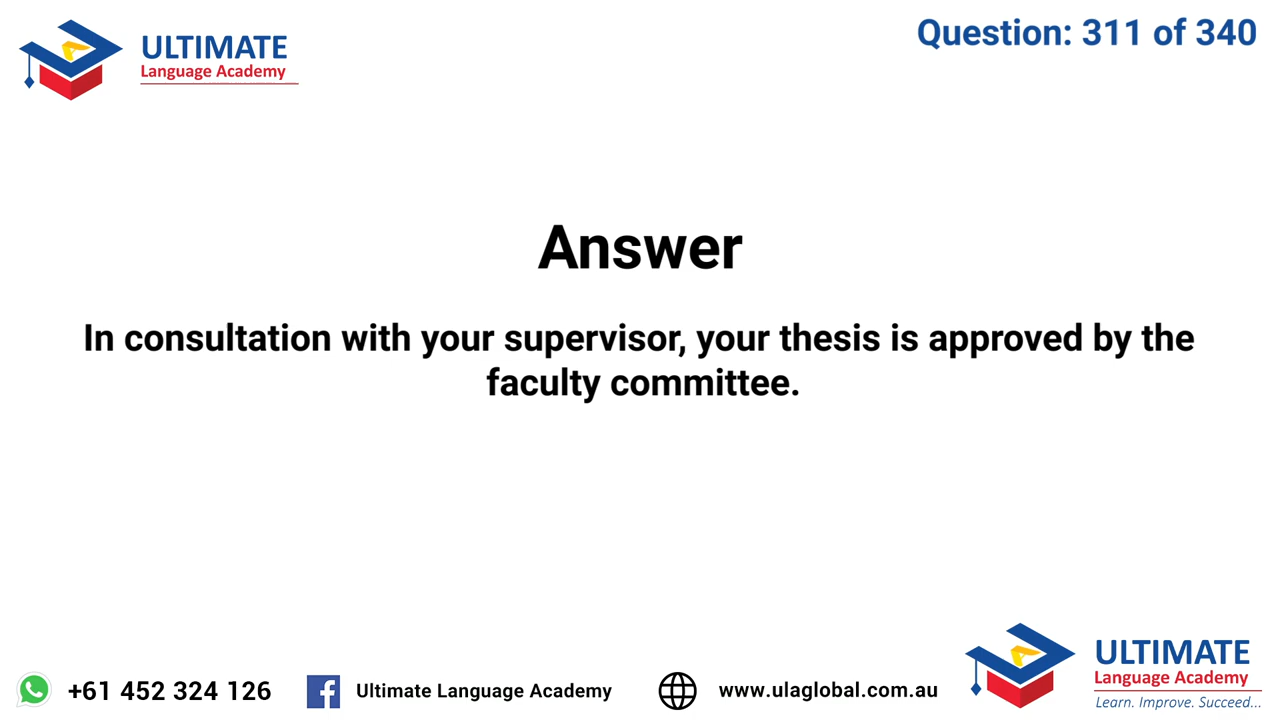 ULTIMATE
Language Academy
Question: 311 of 340
Answer
In consultation with your supervisor, your thesis is approved by the
faculty committee.
+61 452 324 126
Ultimate Language Academy
www.ulaglobal.com.au
ULTIMATE
Language Academy
Learn. Improve. Succeed...